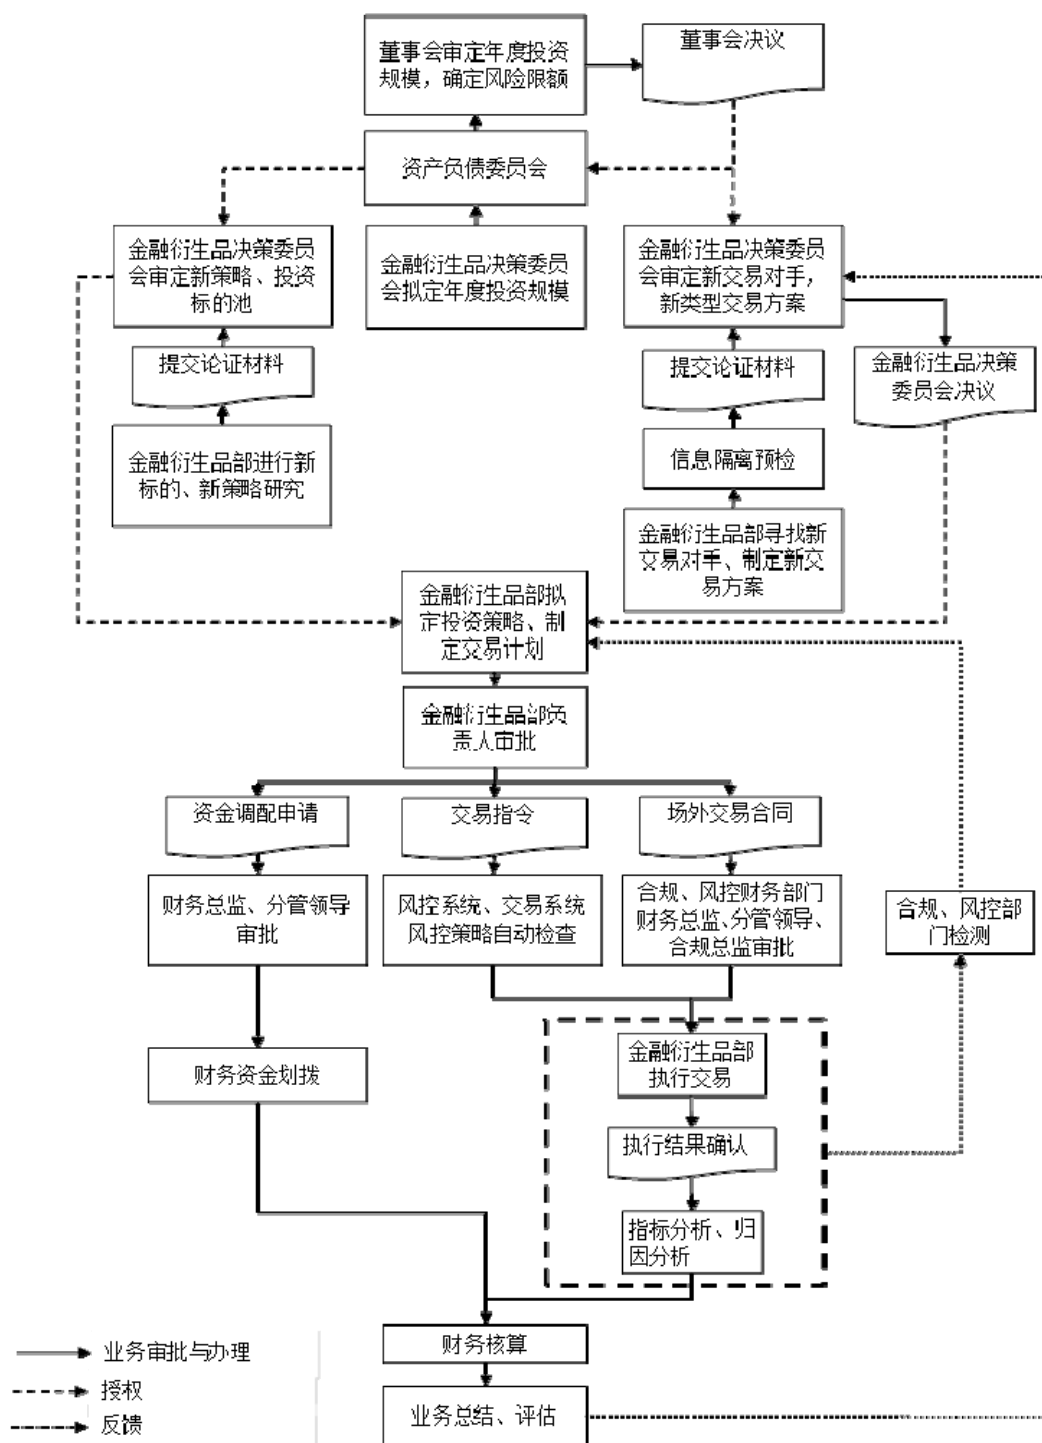 董事会审定年度投资
规模，确定风险限额
董事会决议
资产负债委员会
金融衍生品决策委员
会审定新策略、投资
标的池
金融衍生品决策委员
会拟定年度投资规模
金融衍生品决策委员
会审定新交易对手，
新类型交易方案
提交论证材料
提交论证材料
金融衍生品决策
委员会决议
金融衍生品部进行新
标的、新策略研究
信息隔离预检
金融衍生品部寻找新
交易对手、制定新交
易方案
金融衍生品部拟
定投资策略、制
定交易计划
金融衍生品部负
责人审批
资金调配申请
交易指令
场外交易合同
财务总监、分管领导
审批
风控系统、交易系统
风控策略自动检查
合规、风控财务部门
财务总监、分管领导、
合规总监审批
合规、风控部
门检测
财务资金划拨
金融衍生品部
执行交易
执行结果确认
指标分析、归
因分析
财务核算
业务总结、评估
业务审批与办理
授权
反馈